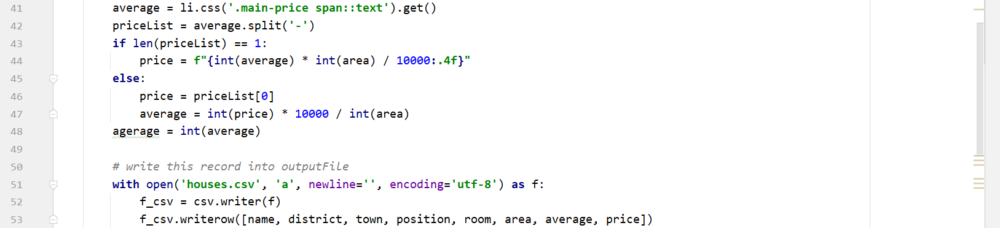 41 average = li.css('.main-price span::text').get()
42 priceList = average.split('-')
43 if len(priceList) == 1:
44 price = f"{int(average) * int(area) / 10000:.4f}"
45 else:
46 price = priceList[0]
47 average = int(price) * 10000 / int(area)
48 agerage = int(average)
49
50 # write this record into outputFile
51 with open('houses.csv', 'a', newline='', encoding='utf-8') as f:
52 f_csv = csv.writer(f)
53 f_csv.writerow([name, district, town, position, room, area, average, price])